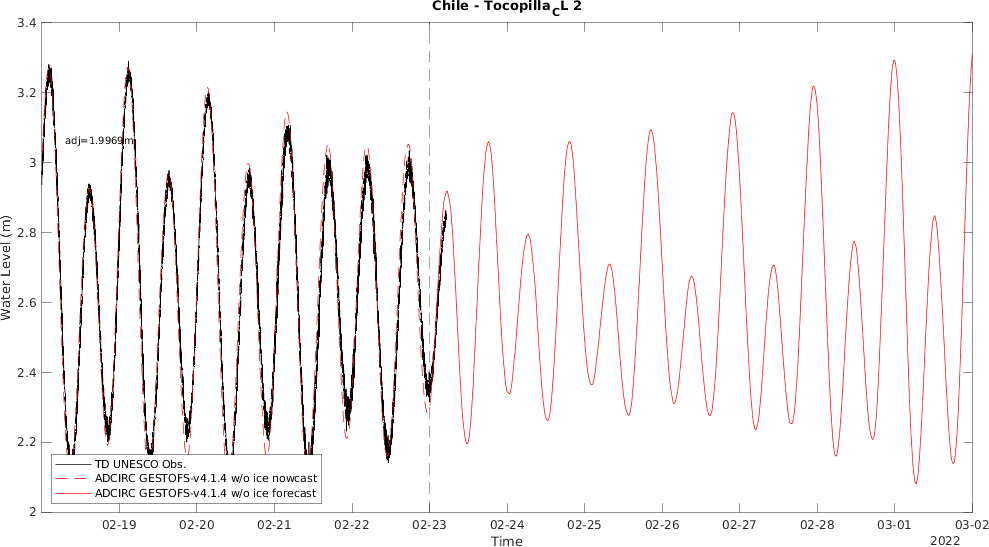 Chile - Tocopilla_CL 2
3.4
3.2
3
2.8
2.6
2.4
2.2
2
Water Level (m)
adj=1.9969m
TD UNESCO Obs.
ADCIRC GESTOFS-v4.1.4 w/o ice nowcast
ADCIRC GESTOFS-v4.1.4 w/o ice forecast
02-19 02-20 02-21 02-22 02-23 02-24 02-25 02-26 02-27 02-28 03-01 03-02
Time
2022